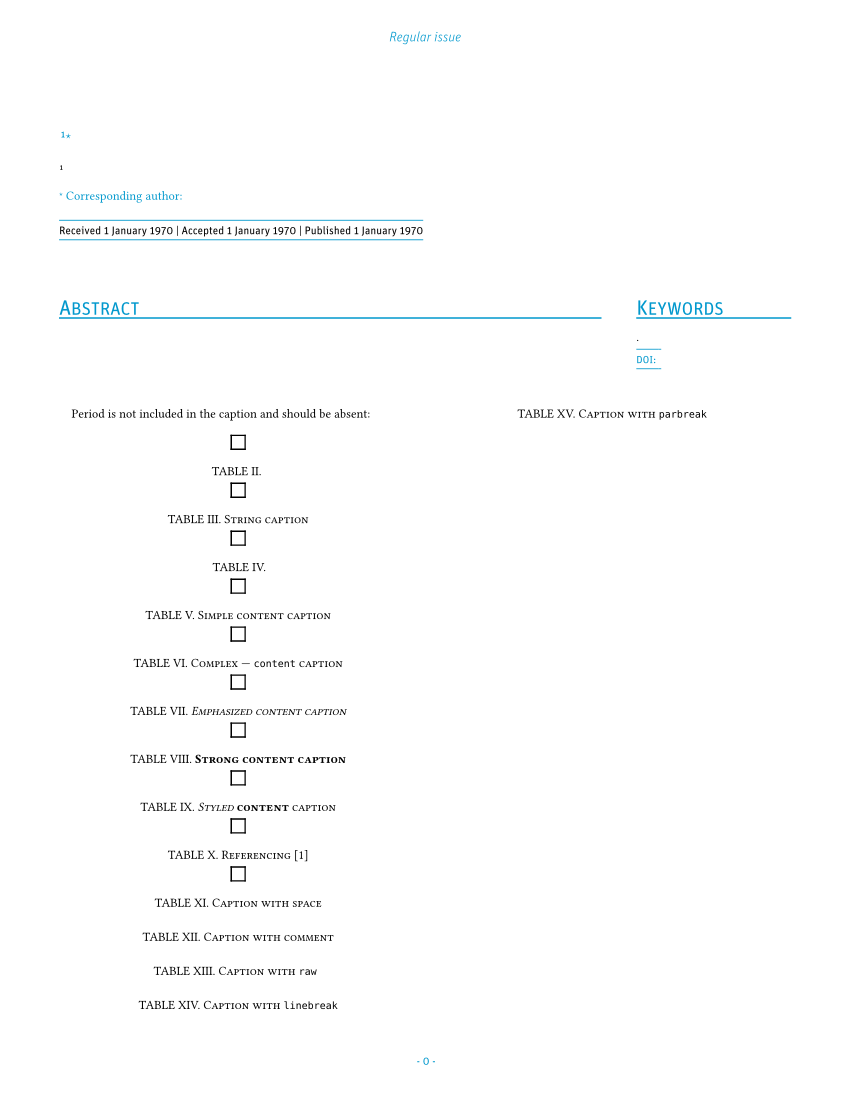 Regular issue
1*
1
* Corresponding author:
Received 1 January 1970 | Accepted 1 January 1970 | Published 1 January 1970
ABSTRACT
KEYWORDS
.
DOI:
Period is not included in the caption and should be absent:
TABLE II.
TABLE III. STRING CAPTION
TABLE IV.
TABLE V. SIMPLE CONTENT CAPTION
TABLE VI. COMPLEX — content CAPTION
TABLE VII. EMPHASIZED CONTENT CAPTION
TABLE VIII. STRONG CONTENT CAPTION
TABLE IX. STYLED CONTENT CAPTION
TABLE X. REFERENCING [1]
TABLE XI. CAPTION WITH SPACE
TABLE XII. CAPTION WITH COMMENT
TABLE XIII. CAPTION WITH raw
TABLE XIV. CAPTION WITH linebreak
TABLE XV. CAPTION WITH parbreak
- 0 -